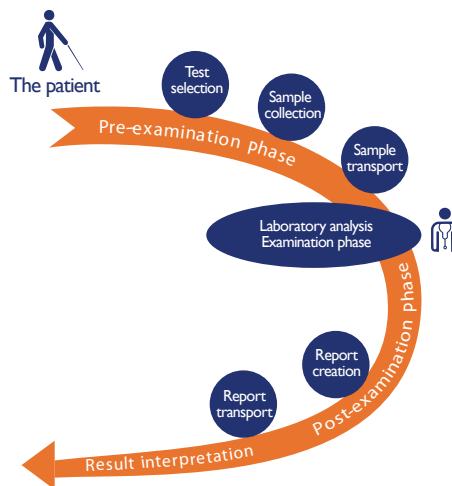 The patient
Test
selection
Sample
collection
Pre-examination Phase
Sample
transport
Laboratory analysis
Examination phase
Post-examination phase
Report
creation
Report
transport
Result interpretation